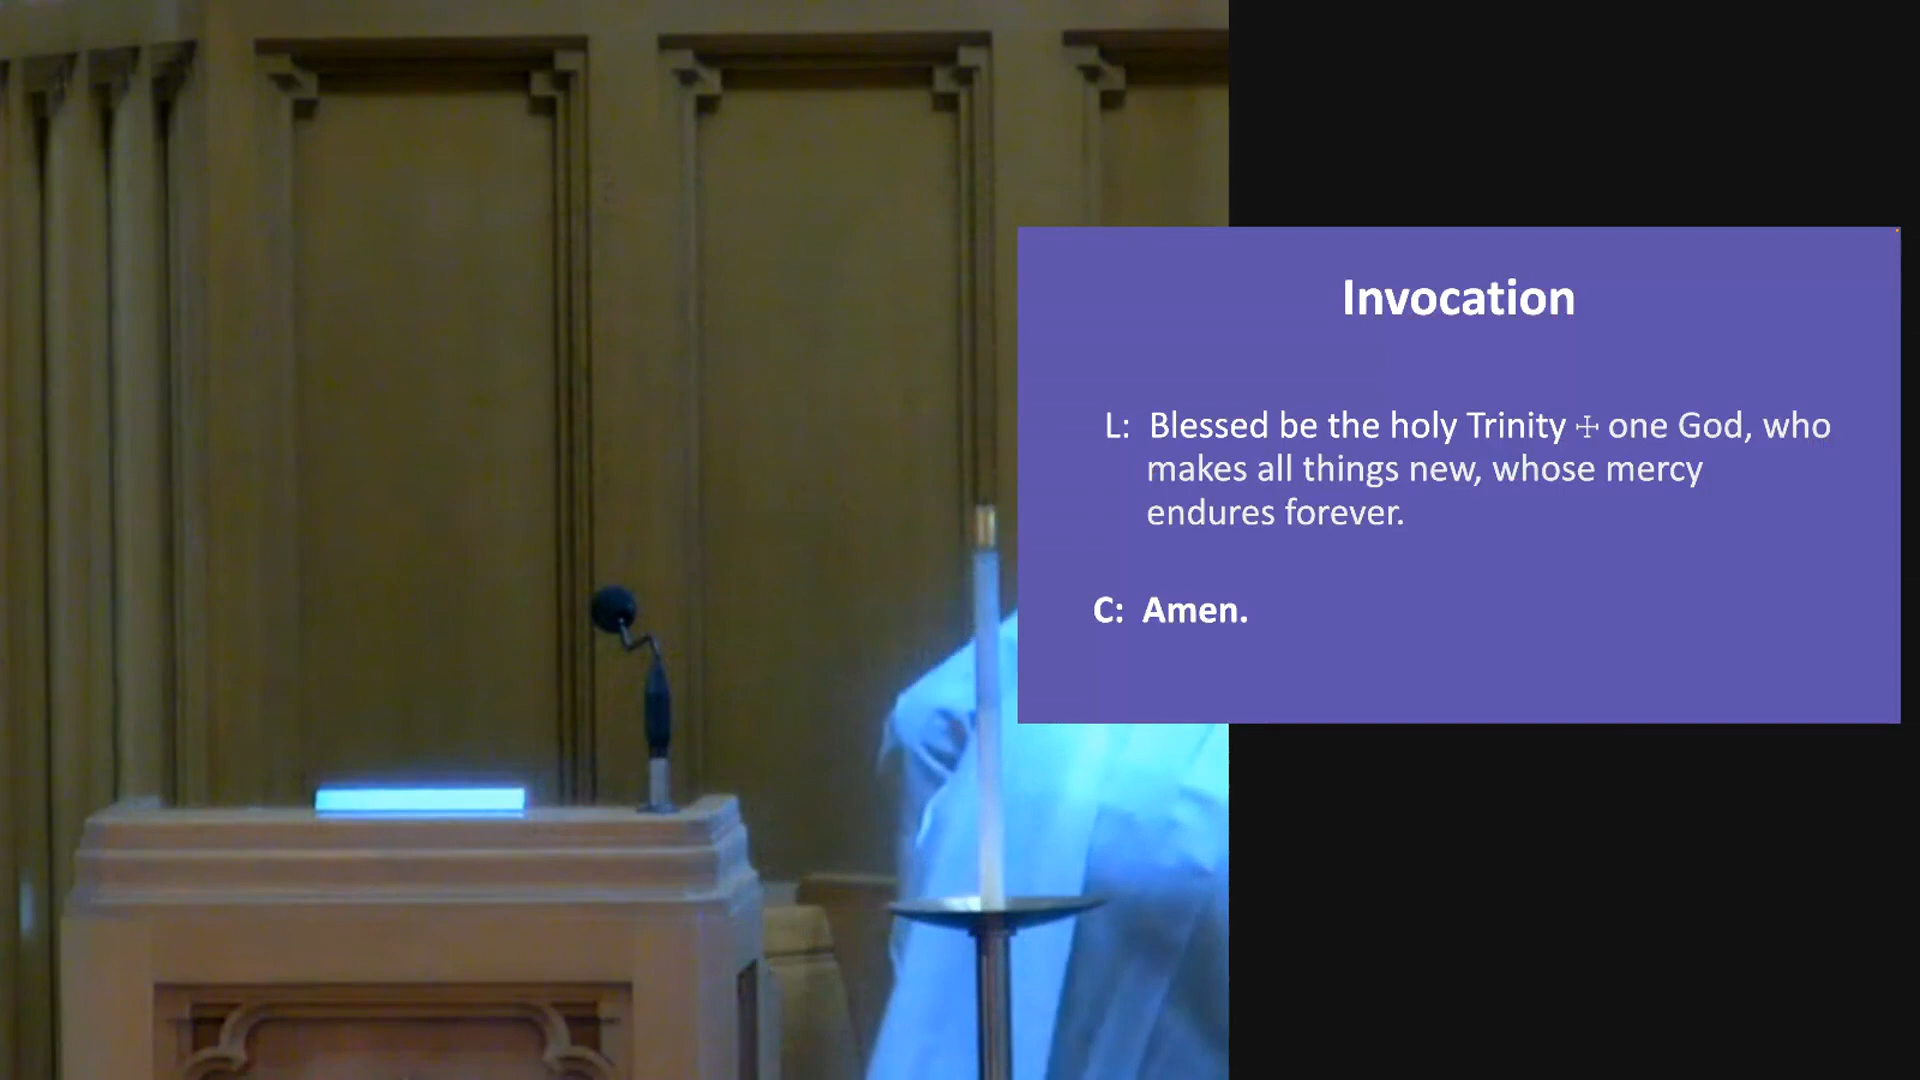 Invocation
L: Blessed be the holy Trinity ☩ one God, who
makes all things new, whose mercy
endures forever.
C: Amen.